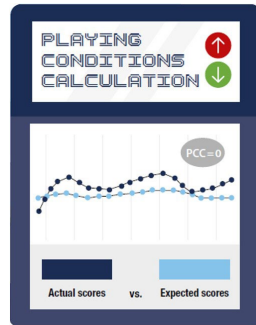 PLAYING
CONDITIONS
CALCULATION
PCC=0
Actual scores vs. Expected scores